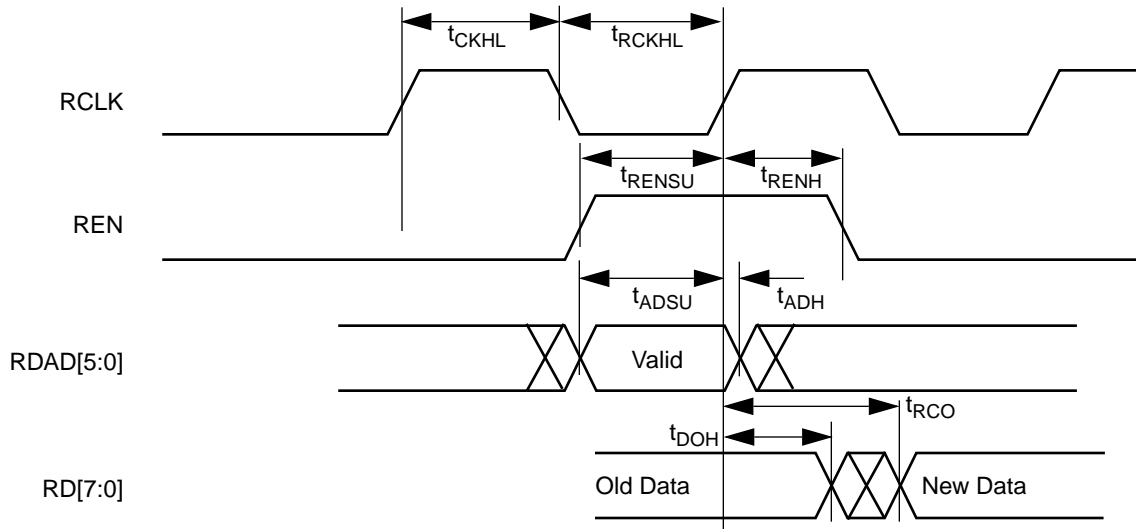 tCKHL tRCKHL
RCLK
tRENSU tRENH
REN
tADSU tADH
RDAD[5:0] Valid
tRCO
tDOH
RD[7:0] Old Data New Data